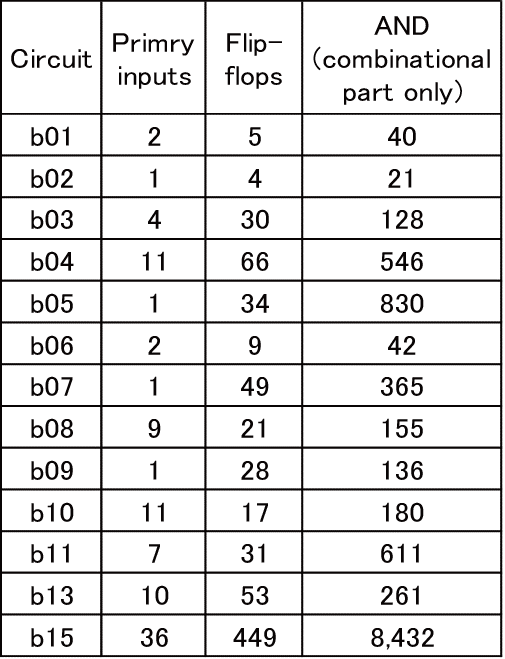 Circuit Primry inputs Flip-flops AND (combinational part only)
b01 2 5 40
b02 1 4 21
b03 4 30 128
b04 11 66 546
b05 1 34 830
b06 2 9 42
b07 1 49 365
b08 9 21 155
b09 1 28 136
b10 11 17 180
b11 7 31 611
b13 10 53 261
b15 36 449 8,432